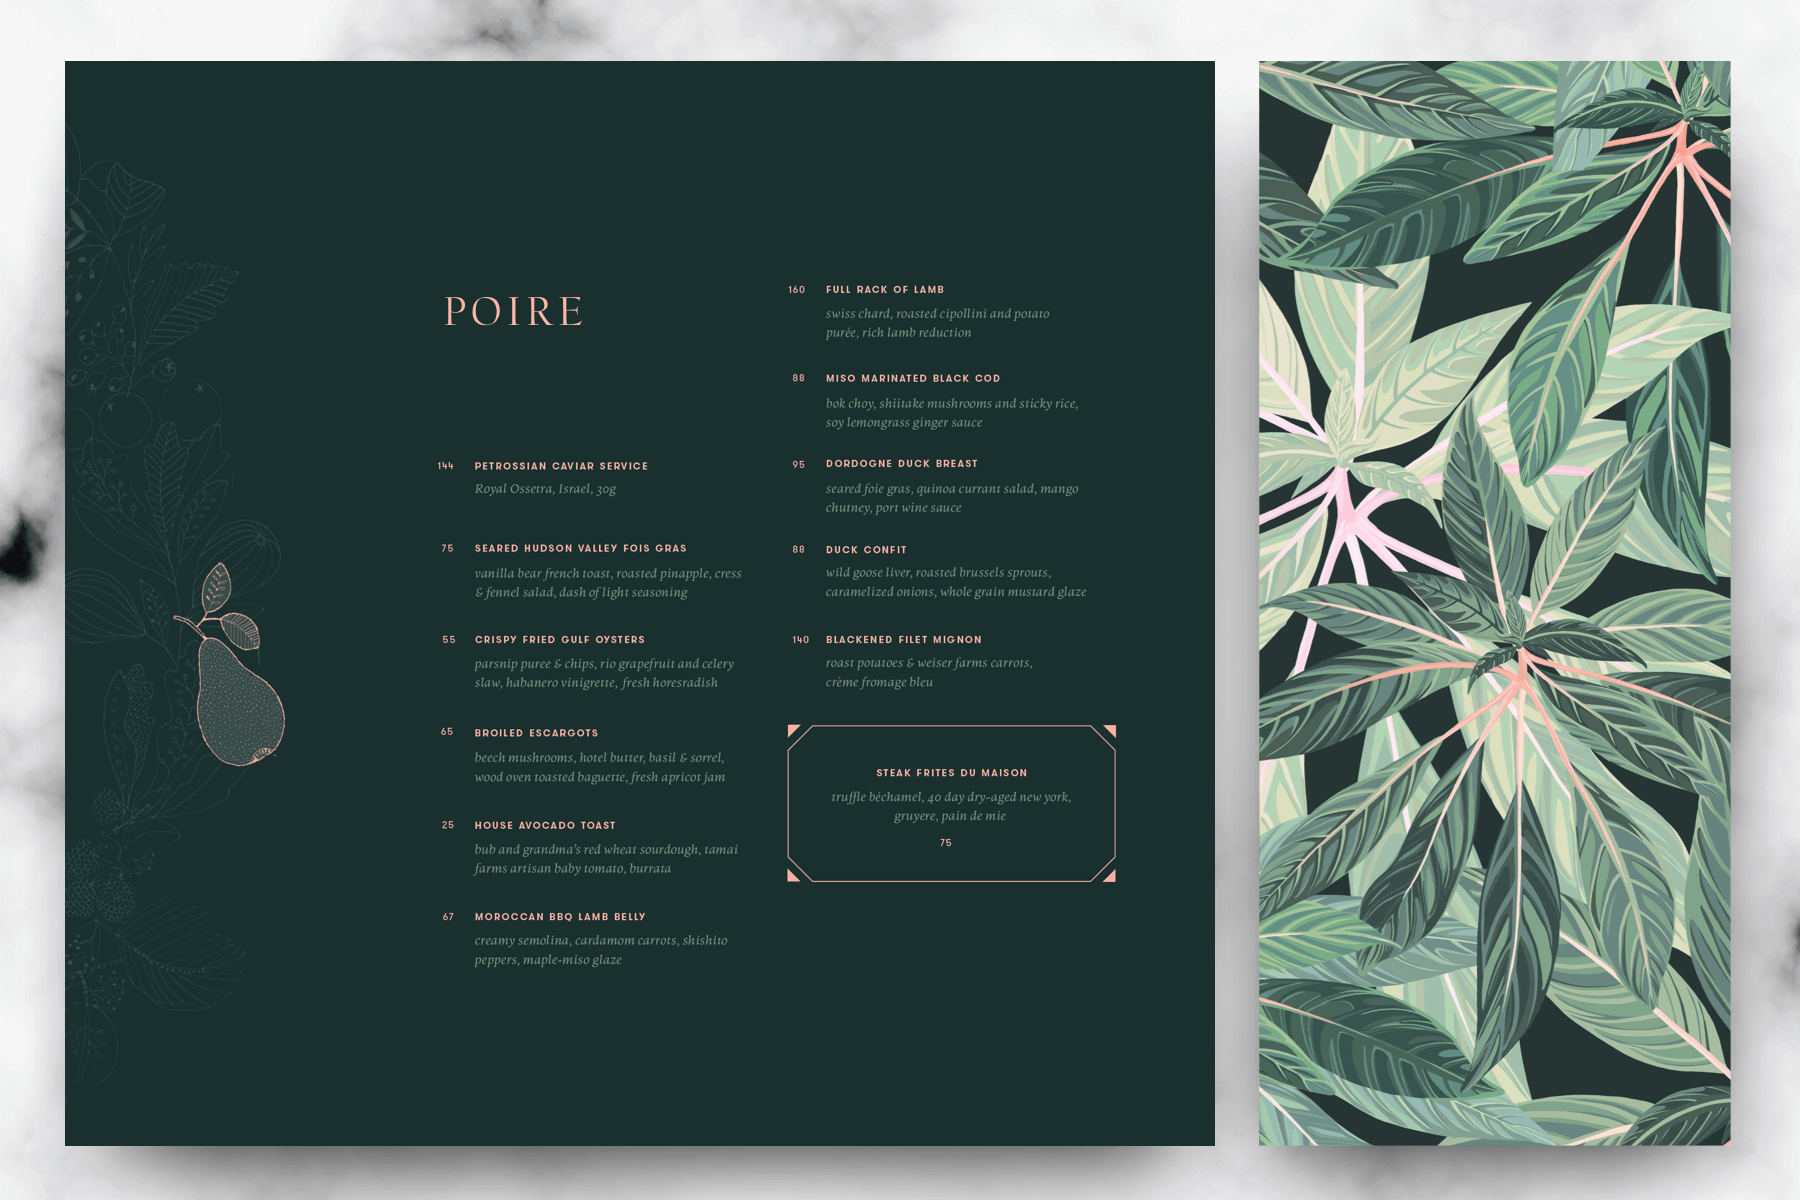 POIRE
144 PETROSSIAN CAVIAR SERVICE
Royal Ossetra, Israel, 30g
75 SEARED HUDSON VALLEY FOIS GRAS
vanilla bear french toast, roasted pinapple, cress
& fennel salad, dash of light seasoning
55 CRISPY FRIED GULF OYSTERS
parsnip puree & chips, rio grapefruit and celery
slaw, habanero vinigrette, fresh horesradish
65 BROILED ESCARGOTS
beech mushrooms, hotel butter, basil & sorrel,
wood oven toasted baguette, fresh apricot jam
25 HOUSE AVOCADO TOAST
bub and grandma's red wheat sourdough, tamai
farms artisan baby tomato, burrata
67 MOROCCAN BBQ LAMB BELLY
creamy semolina, cardamom carrots, shishito
peppers, maple-miso glaze
160 FULL RACK OF LAMB
swiss chard, roasted cipollini and potato
purée, rich lamb reduction
88 MISO MARINATED BLACK COD
bok choy, shiitake mushrooms and sticky rice,
soy lemongrass ginger sauce
95 DORDOGNE DUCK BREAST
seared foie gras, quinoa currant salad, mango
chutney, port wine sauce
88 DUCK CONFIT
wild goose liver, roasted brussels sprouts,
caramelized onions, whole grain mustard glaze
140 BLACKENED FILET MIGNON
roast potatoes & weiser farms carrots,
crème fromage bleu
STEAK FRITES DU MAISON
truffle béchamel, 40 day dry-aged new york,
gruyere, pain de mie
75